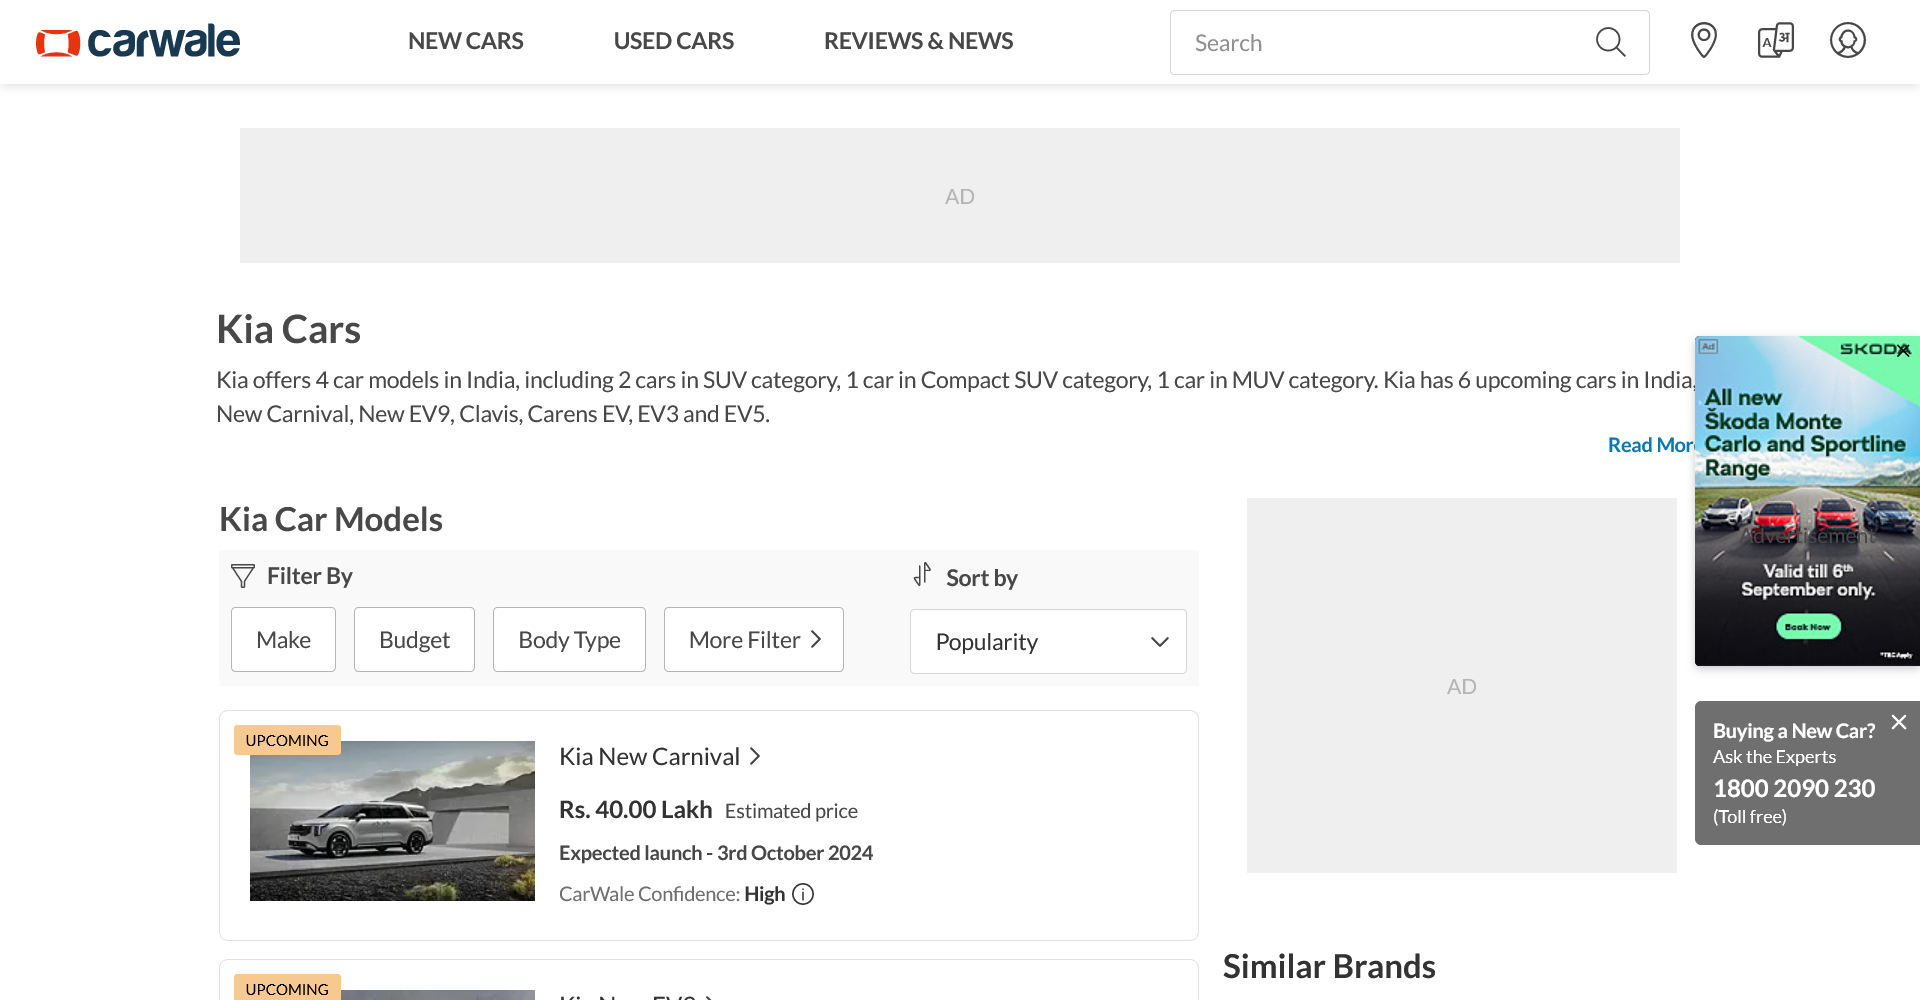 carwale
NEW CARS
USED CARS
REVIEWS & NEWS
Search
A अ
AD
Kia Cars
Kia offers 4 car models in India, including 2 cars in SUV category, 1 car in Compact SUV category, 1 car in MUV category. Kia has 6 upcoming cars in India,
New Carnival, New EV9, Clavis, Carens EV, EV3 and EV5.
Read More
Ad
SKODA
All new
Škoda Monte
Carlo and Sportline
Range
Advertisement
Valid till 6th
September only.
Book Now
*T&C Apply
Kia Car Models
Filter By
Sort by
Make
Budget
Body Type
More Filter
Popularity
AD
UPCOMING
Kia New Carnival
Rs. 40.00 Lakh Estimated price
Expected launch - 3rd October 2024
CarWale Confidence: High
Buying a New Car?
Ask the Experts
1800 2090 230
(Toll free)
Similar Brands
UPCOMING
Kia New EV9